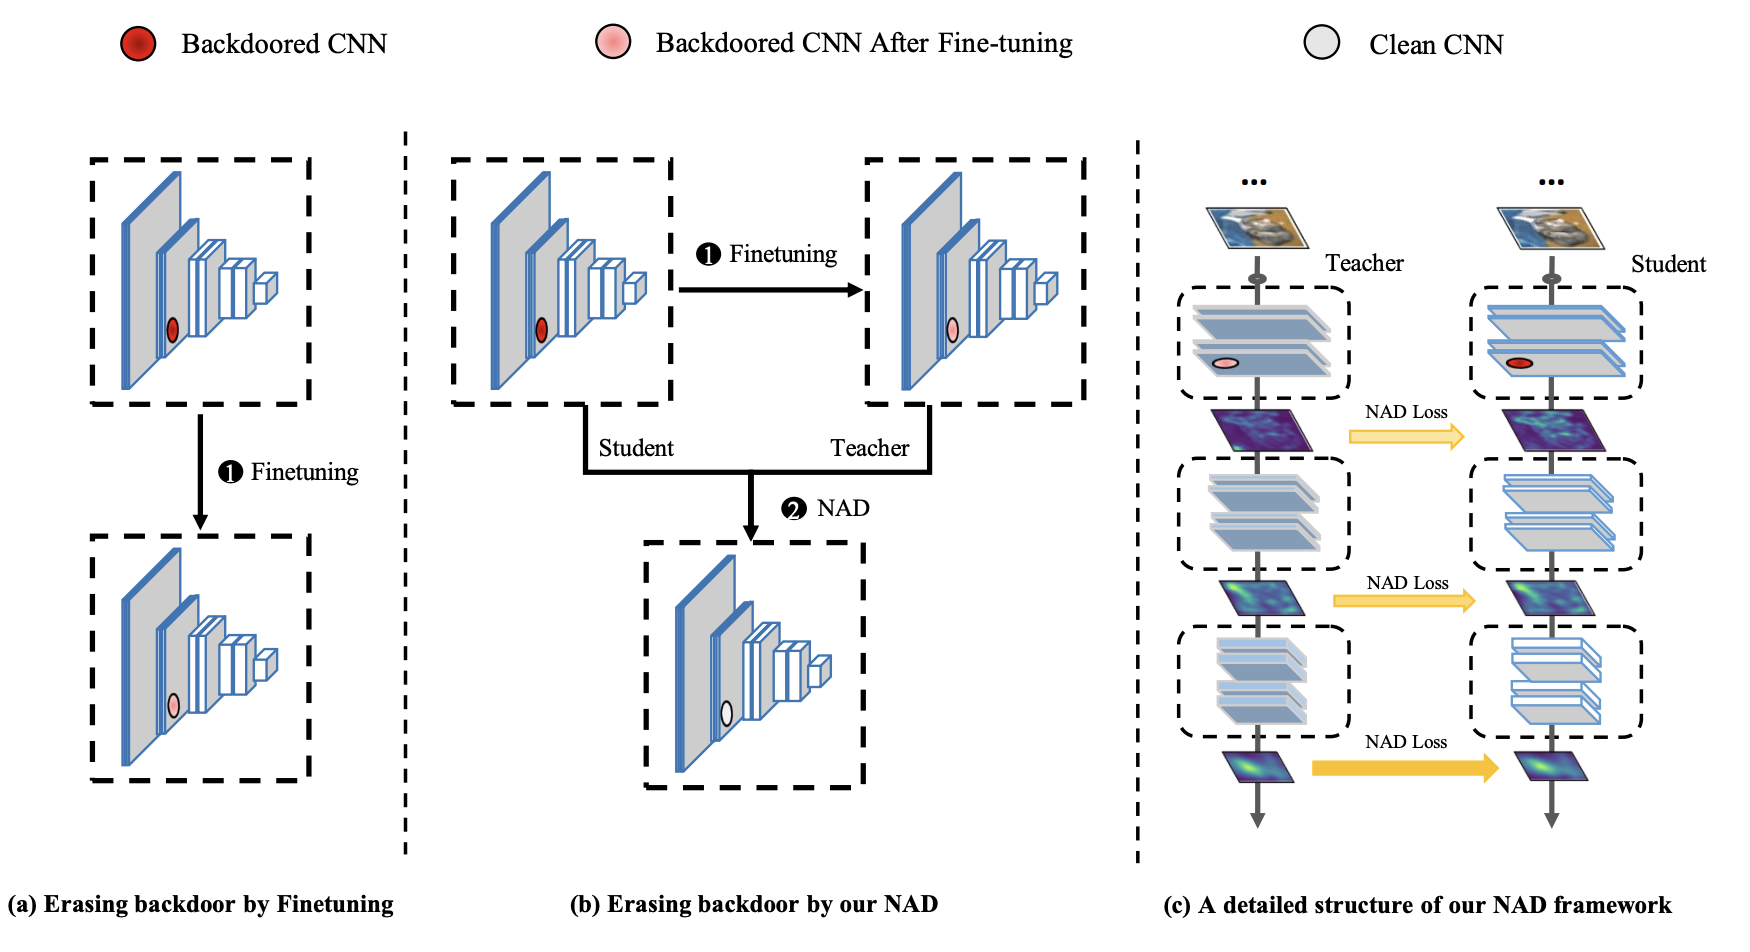 Backdoored CNN
Backdoored CNN After Fine-tuning
Clean CNN
❶ Finetuning
(a) Erasing backdoor by Finetuning
❶ Finetuning
Student
Teacher
❷ NAD
(b) Erasing backdoor by our NAD
...
...
Teacher
Student
NAD Loss
NAD Loss
NAD Loss
(c) A detailed structure of our NAD framework